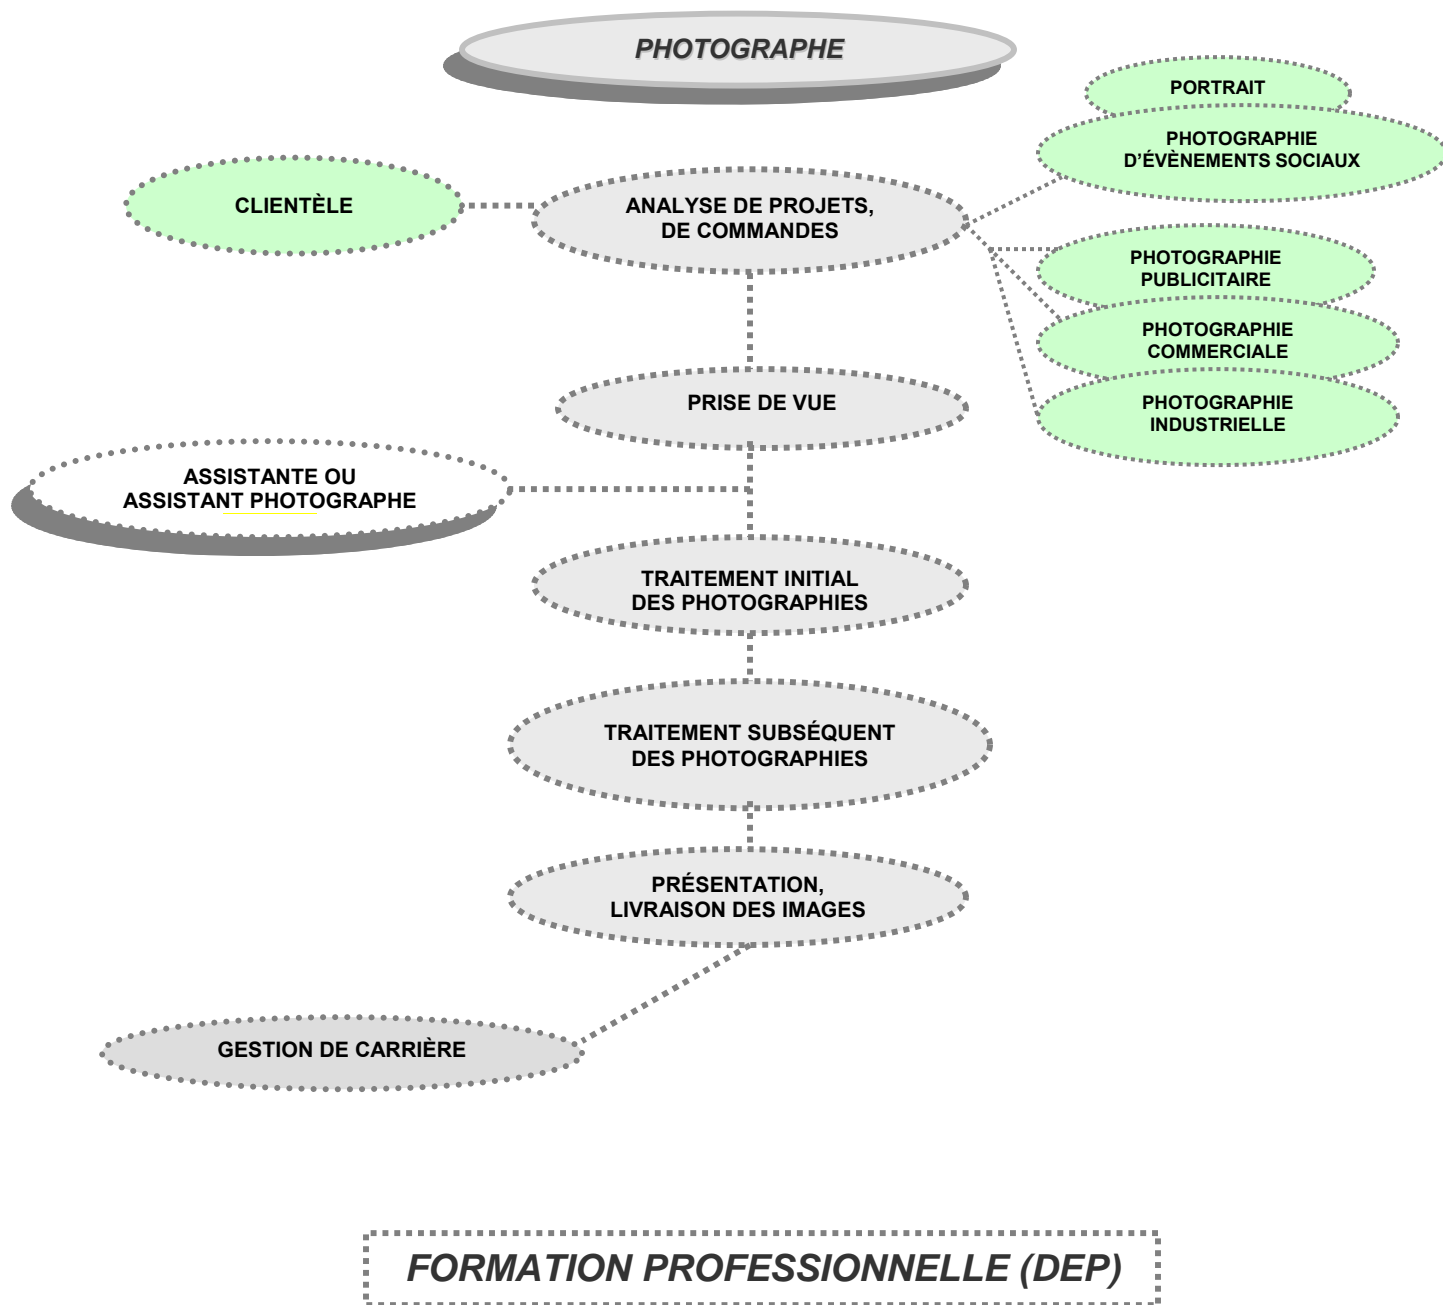 PHOTOGRAPHE
PORTRAIT
PHOTOGRAPHIE
D’ÉVÈNEMENTS SOCIAUX
CLIENTÈLE
ANALYSE DE PROJETS,
DE COMMANDES
PHOTOGRAPHIE
PUBLICITAIRE
PHOTOGRAPHIE
COMMERCIALE
PHOTOGRAPHIE
INDUSTRIELLE
PRISE DE VUE
ASSISTANTE OU
ASSISTANT PHOTOGRAPHE
TRAITEMENT INITIAL
DES PHOTOGRAPHIES
TRAITEMENT SUBSÉQUENT
DES PHOTOGRAPHIES
PRÉSENTATION,
LIVRAISON DES IMAGES
GESTION DE CARRIÈRE
FORMATION PROFESSIONNELLE (DEP)